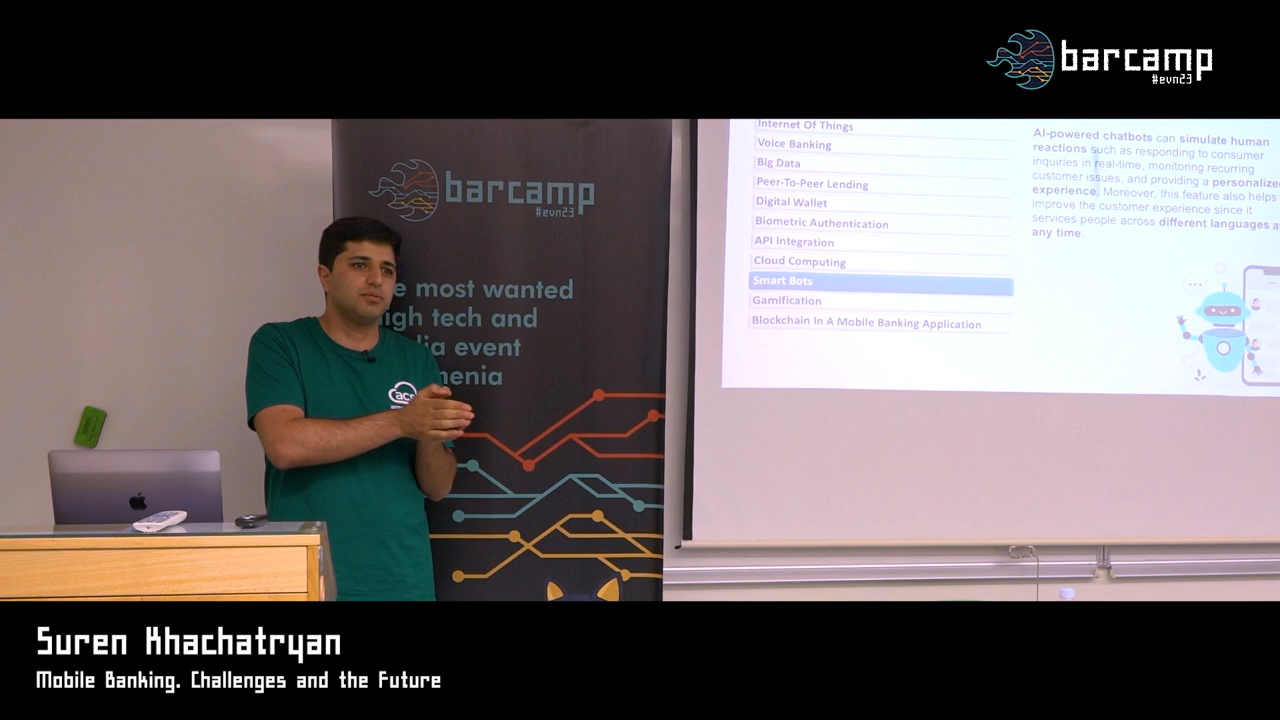 barcamp
#evn23
barcamp
#evn23
most wanted
high tech and
event
Internet Of Things
Voice Banking
Big Data
Peer-To-Peer Lending
Digital Wallet
Biometric Authentication
API Integration
Cloud Computing
Smart Bots
Gamification
Blockchain In A Mobile Banking Application
AI-powered chatbots can simulate human
reactions such as responding to consumer
inquiries in real-time, monitoring recurring
customer issues, and providing a personalized
experience. Moreover, this feature also helps
improve the customer experience since it
services people across different languages at
any time.
acs
Suren Khachatryan
Mobile Banking. Challenges and the Future